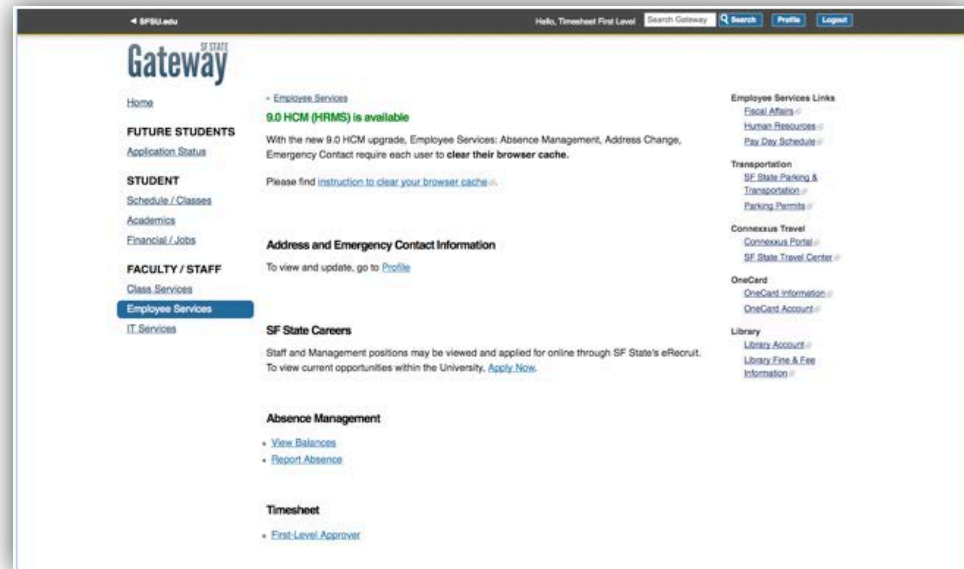 ◄ SFSU.edu
Hello, Timesheet First Level
Search Gateway
Search
Profile
Logout
SF STATE
Gateway
Home
FUTURE STUDENTS
Application Status
STUDENT
Schedule / Classes
Academics
Financial / Jobs
FACULTY / STAFF
Class Services
Employee Services
IT Services
- Employee Services
9.0 HCM (HRMS) is available
With the new 9.0 HCM upgrade, Employee Services: Absence Management, Address Change,
Emergency Contact require each user to clear their browser cache.
Please find instruction to clear your browser cache.
Address and Emergency Contact Information
To view and update, go to Profile
SF State Careers
Staff and Management positions may be viewed and applied for online through SF State's eRecruit.
To view current opportunities within the University, Apply Now.
Absence Management
• View Balances
• Report Absence
Timesheet
• First-Level Approver
Employee Services Links
Fiscal Affairs
Human Resources
Pay Day Schedule
Transportation
SF State Parking &
Transportation
Parking Permits
Connexxus Travel
Connexxus Portal
SF State Travel Center
OneCard
OneCard Information
OneCard Account
Library
Library Account
Library Fine & Fee
Information